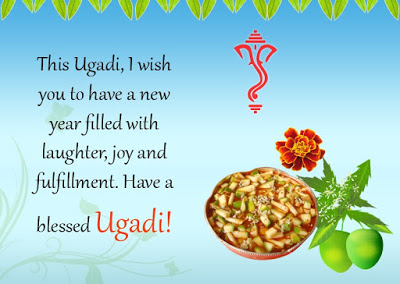 This Ugadi, I wish
you to have a new
year filled with
laughter, joy and
fulfillment. Have a
blessed Ugadi!